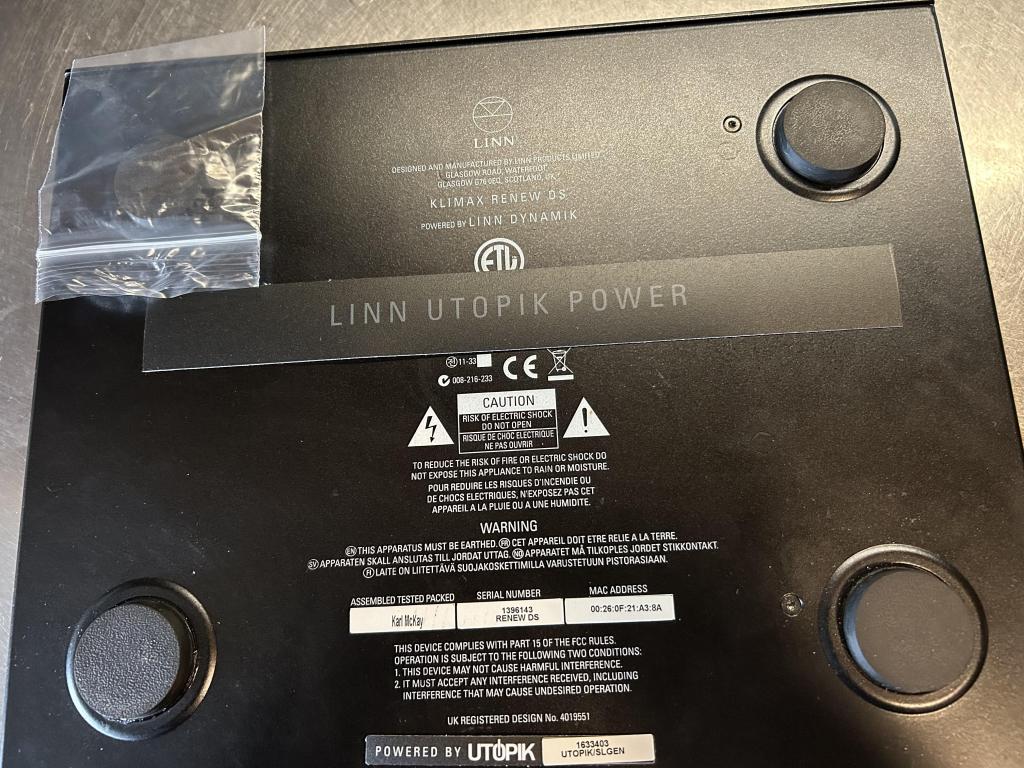 LINN
DESIGNED AND MANUFACTURED BY LINN PRODUCTS LIMITED
GLASGOW ROAD, WATERFOOT,
GLASGOW G76 0EQ, SCOTLAND, UK
KLIMAX RENEW DS
POWERED BY LINN DYNAMIK
ETL
LINN UTOPIK POWER
20 11-33
008-216-233
CE
CAUTION
RISK OF ELECTRIC SHOCK
DO NOT OPEN
RISQUE DE CHOC ELECTRIQUE
NE PAS OUVRIR
TO REDUCE THE RISK OF FIRE OR ELECTRIC SHOCK DO
NOT EXPOSE THIS APPLIANCE TO RAIN OR MOISTURE.
POUR REDUIRE LES RISQUES D'INCENDIE OU
DE CHOCS ELECTRIQUES, N'EXPOSEZ PAS CET
APPAREIL A LA PLUIE OU A UNE HUMIDITE.
WARNING
EN THIS APPARATUS MUST BE EARTHED. FR CET APPAREIL DOIT ETRE RELIE A LA TERRE.
SV APPARATEN SKALL ANSLUTAS TILL JORDAT UTTAG. NO APPARATET MÅ TILKOPLES JORDET STIKKONTAKT.
FI LAITE ON LIITETTÄVÄ SUOJAKOSKETTIMILLA VARUSTETUUN PISTORASIAAN.
ASSEMBLED TESTED PACKED SERIAL NUMBER MAC ADDRESS
Karl McKay 1396143 00:26:0F:21:A3:8A
RENEW DS
THIS DEVICE COMPLIES WITH PART 15 OF THE FCC RULES.
OPERATION IS SUBJECT TO THE FOLLOWING TWO CONDITIONS:
1. THIS DEVICE MAY NOT CAUSE HARMFUL INTERFERENCE.
2. IT MUST ACCEPT ANY INTERFERENCE RECEIVED, INCLUDING
INTERFERENCE THAT MAY CAUSE UNDESIRED OPERATION.
UK REGISTERED DESIGN No. 4019551
POWERED BY UTOPIK 1633403
UTOPIK/SLGEN